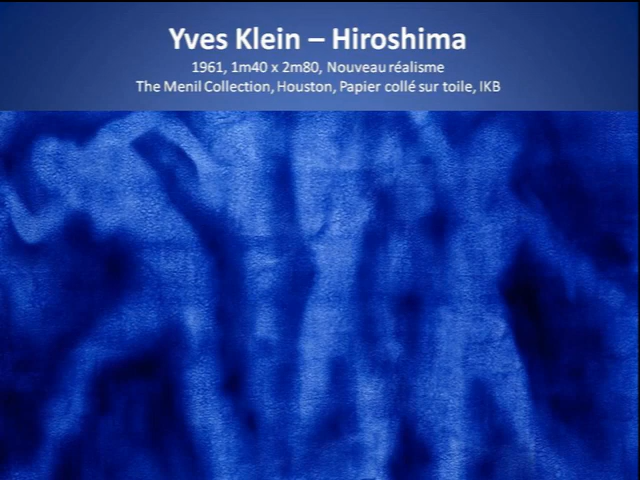 Yves Klein – Hiroshima
1961, 1m40 x 2m80, Nouveau réalisme
The Menil Collection, Houston, Papier collé sur toile, IKB